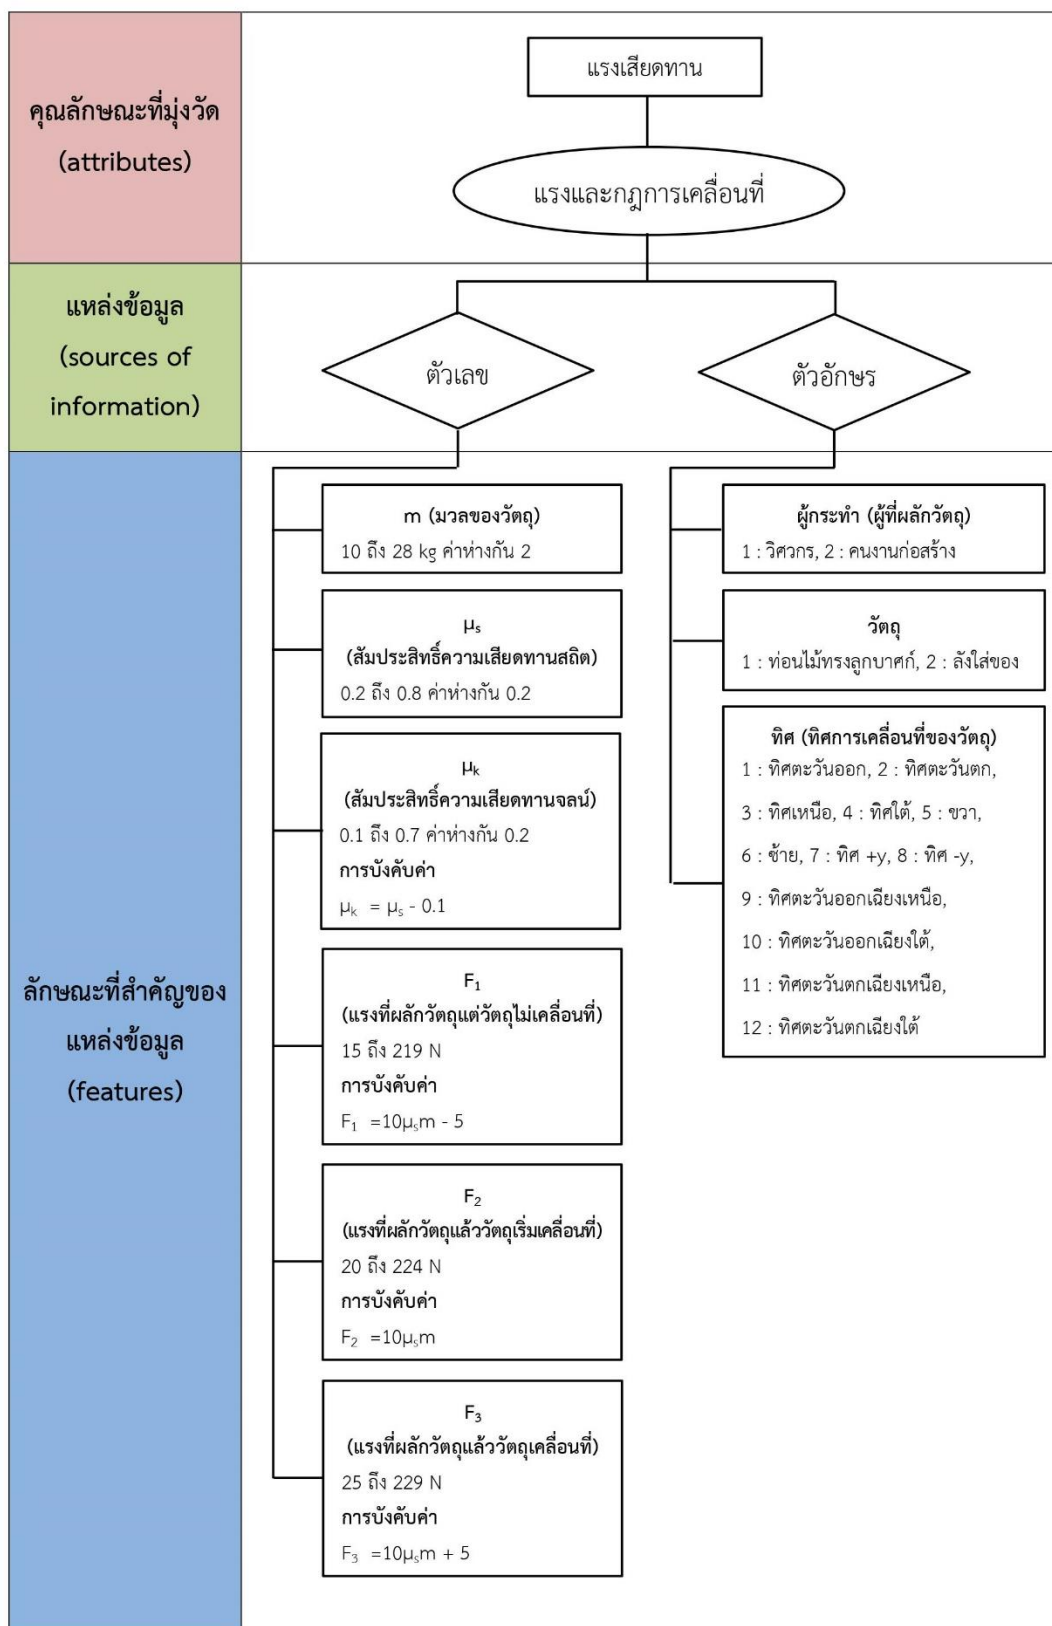 คุณลักษณะที่มุ่งวัด
(attributes)
แรงเสียดทาน
แรงและกฎการเคลื่อนที่
แหล่งข้อมูล
(sources of
information)
ตัวเลข
ตัวอักษร
ลักษณะที่สำคัญของ
แหล่งข้อมูล
(features)
m (มวลของวัตถุ)
10 ถึง 28 kg ค่าห่างกัน 2
μₛ
(สัมประสิทธิ์ความเสียดทานสถิต)
0.2 ถึง 0.8 ค่าห่างกัน 0.2
μₖ
(สัมประสิทธิ์ความเสียดทานจลน์)
0.1 ถึง 0.7 ค่าห่างกัน 0.2
การบังคับค่า
μₖ = μₛ - 0.1
F₁
(แรงที่ผลักวัตถุแต่วัตถุไม่เคลื่อนที่)
15 ถึง 219 N
การบังคับค่า
F₁ =10μₛm - 5
F₂
(แรงที่ผลักวัตถุแล้ววัตถุเริ่มเคลื่อนที่)
20 ถึง 224 N
การบังคับค่า
F₂ =10μₛm
F₃
(แรงที่ผลักวัตถุแล้ววัตถุเคลื่อนที่)
25 ถึง 229 N
การบังคับค่า
F₃ =10μₛm + 5
ผู้กระทำ (ผู้ที่ผลักวัตถุ)
1 : วิศวกร, 2 : คนงานก่อสร้าง
วัตถุ
1 : ท่อนไม้ทรงลูกบาศก์, 2 : ลังใส่ของ
ทิศ (ทิศการเคลื่อนที่ของวัตถุ)
1 : ทิศตะวันออก, 2 : ทิศตะวันตก,
3 : ทิศเหนือ, 4 : ทิศใต้, 5 : ขวา,
6 : ซ้าย, 7 : ทิศ +y, 8 : ทิศ -y,
9 : ทิศตะวันออกเฉียงเหนือ,
10 : ทิศตะวันออกเฉียงใต้,
11 : ทิศตะวันตกเฉียงเหนือ,
12 : ทิศตะวันตกเฉียงใต้